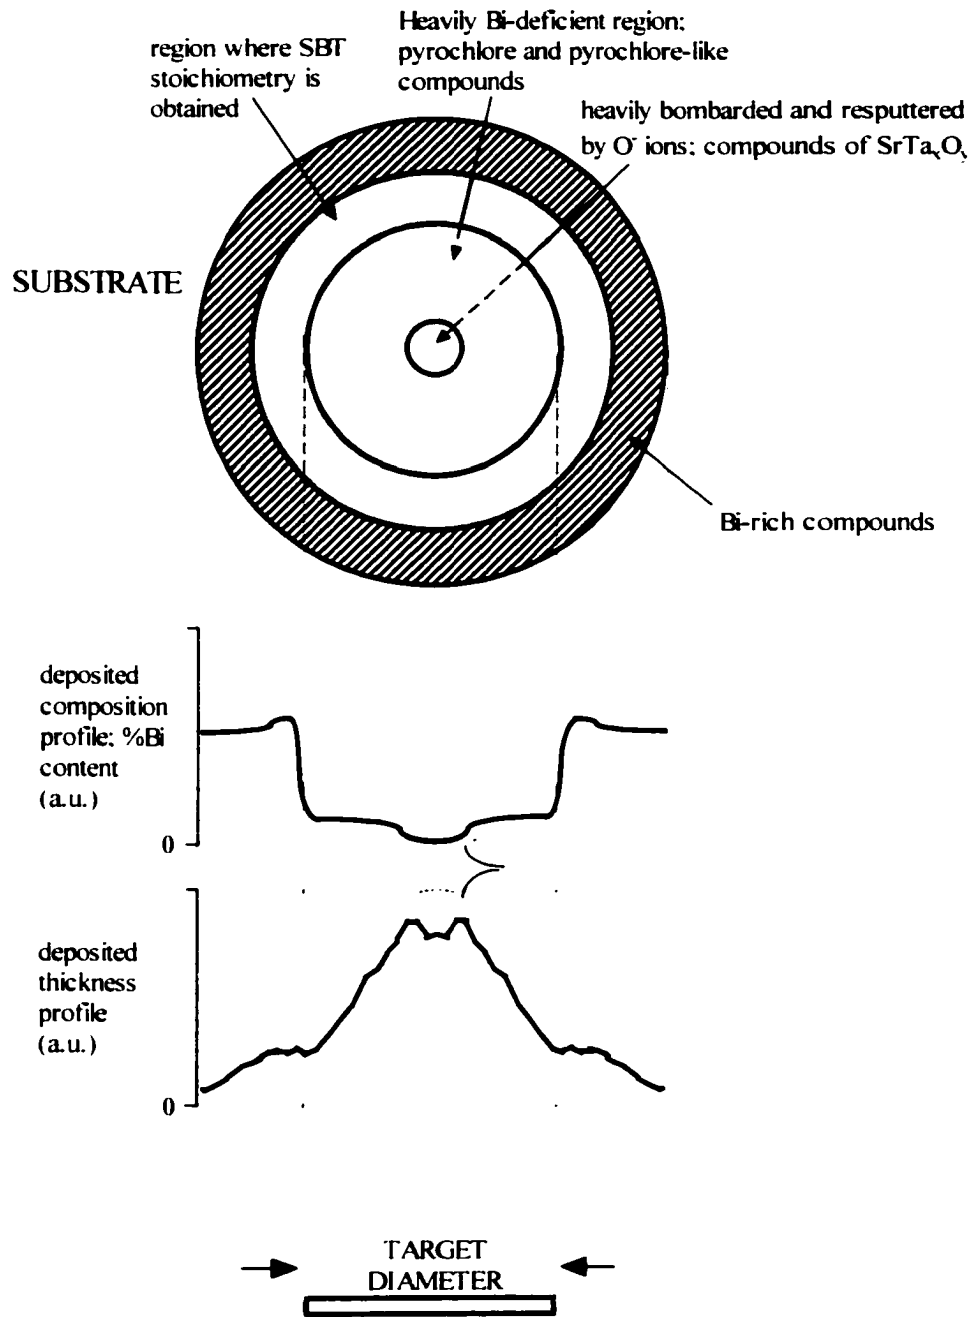 region where SBT
stoichiometry is
obtained
Heavily Bi-deficient region;
pyrochlore and pyrochlore-like
compounds
heavily bombarded and resputtered
by O⁻ ions; compounds of SrTaₓOᵧ
SUBSTRATE
Bi-rich compounds
deposited
composition
profile; %Bi
content
(a.u.)
0
deposited
thickness
profile
(a.u.)
0
TARGET
DIAMETER